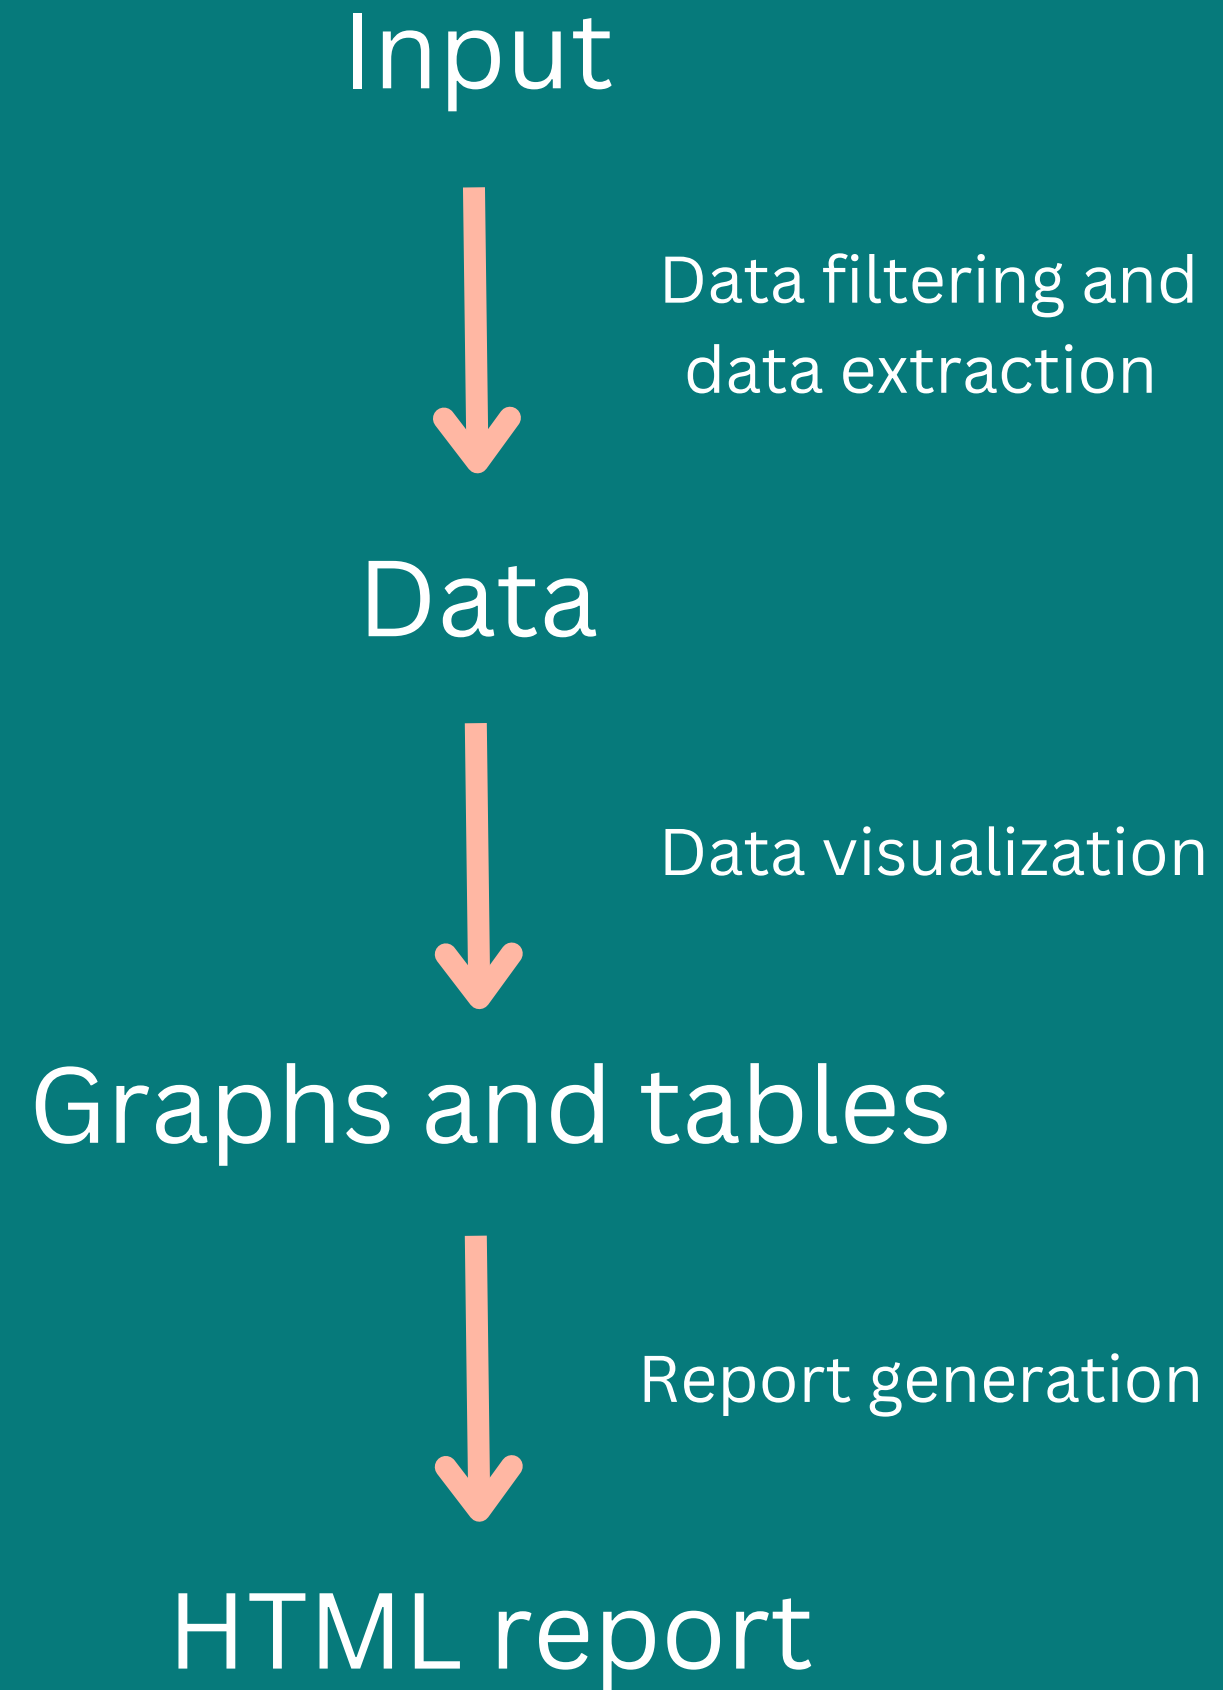 Input
Data filtering and
data extraction
Data
Data visualization
Graphs and tables
Report generation
HTML report